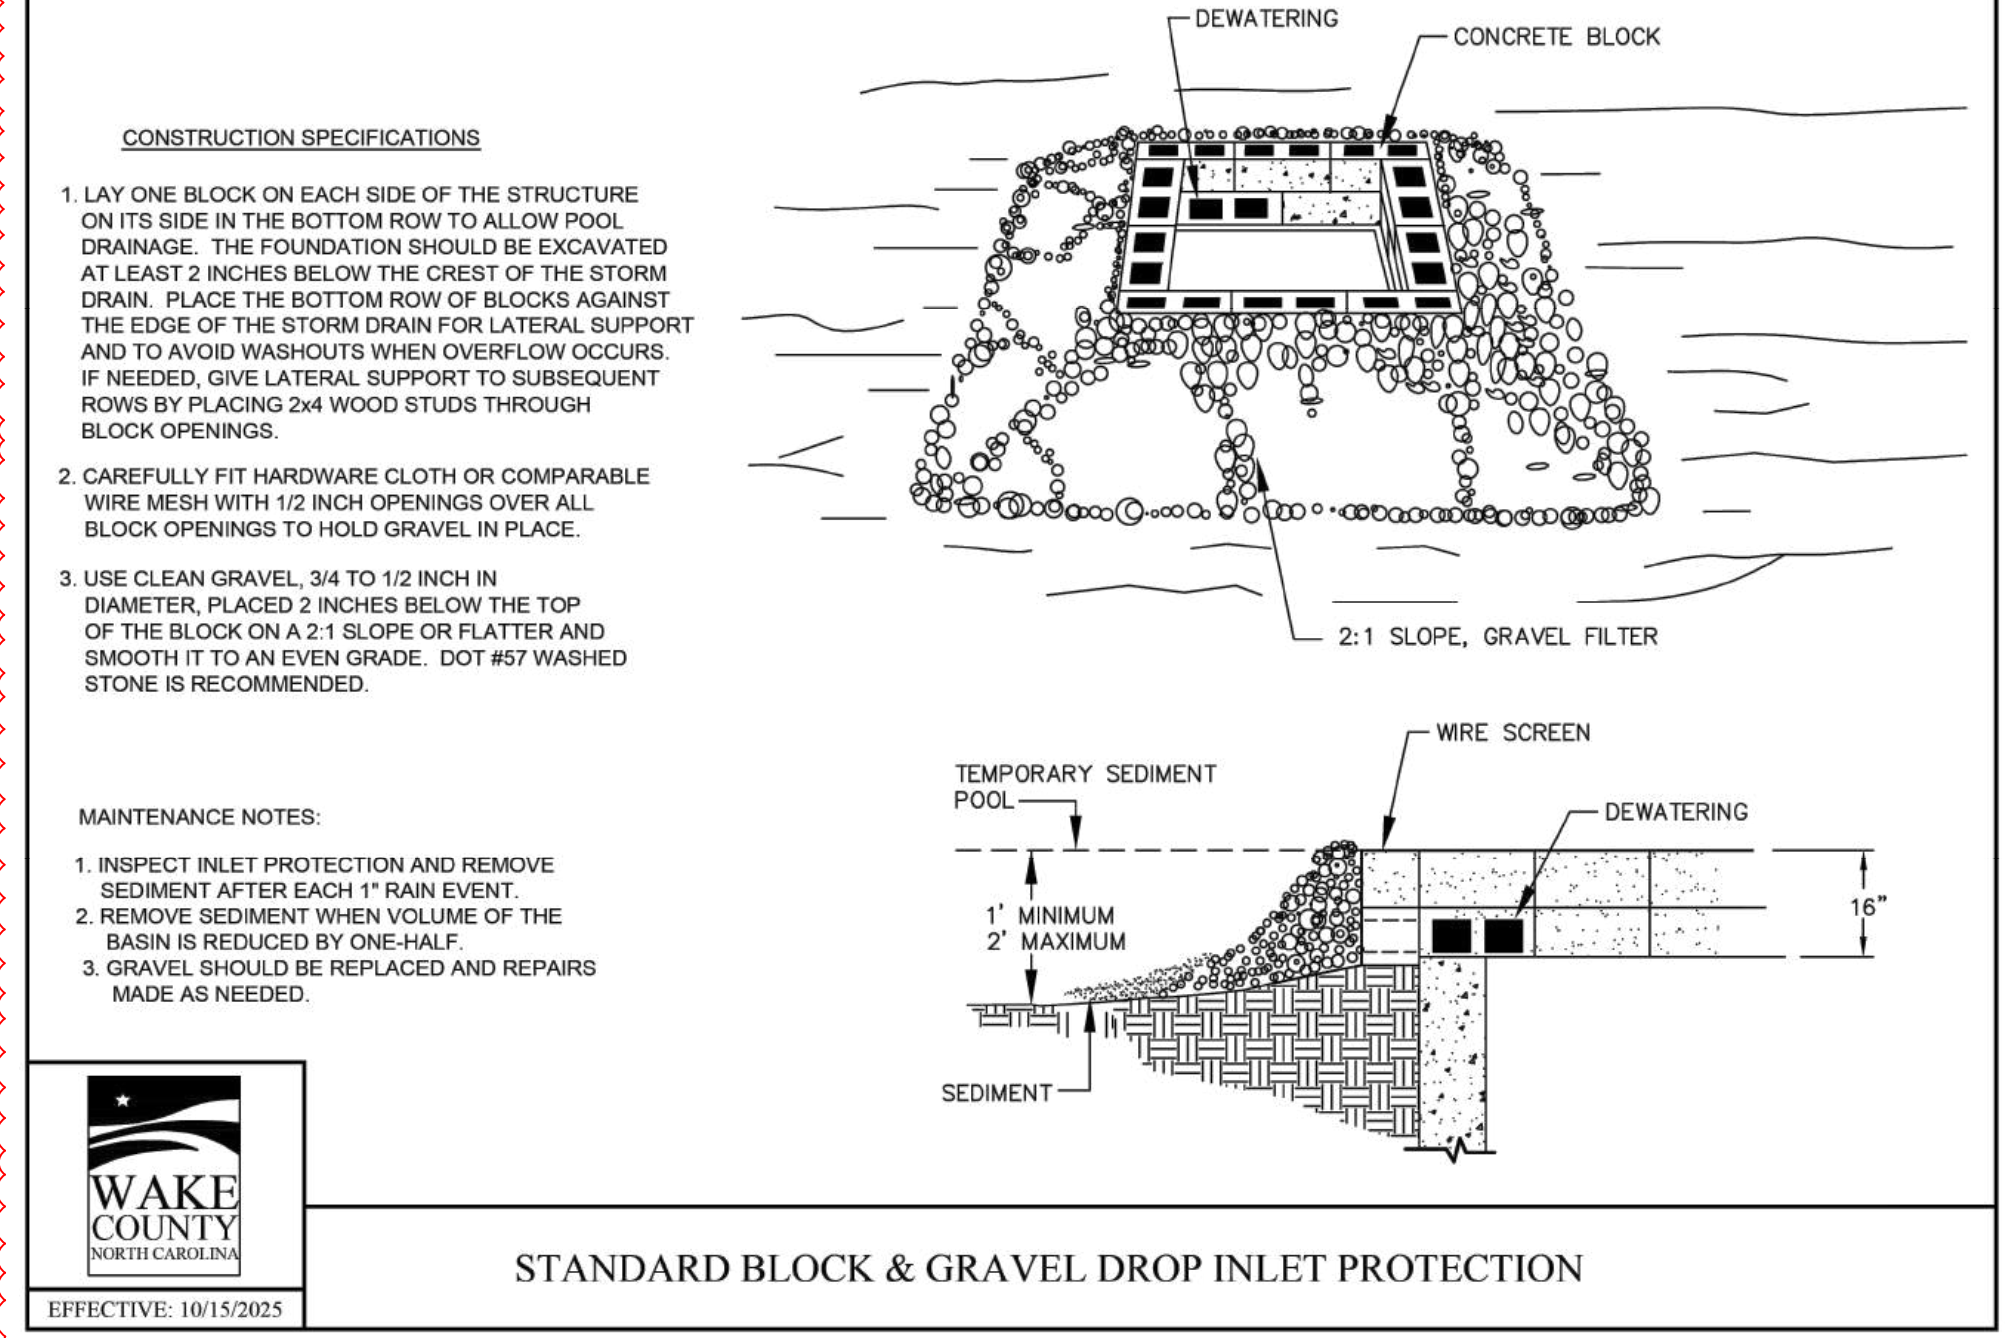 DEWATERING
CONCRETE BLOCK
CONSTRUCTION SPECIFICATIONS
1. LAY ONE BLOCK ON EACH SIDE OF THE STRUCTURE
ON ITS SIDE IN THE BOTTOM ROW TO ALLOW POOL
DRAINAGE. THE FOUNDATION SHOULD BE EXCAVATED
AT LEAST 2 INCHES BELOW THE CREST OF THE STORM
DRAIN. PLACE THE BOTTOM ROW OF BLOCKS AGAINST
THE EDGE OF THE STORM DRAIN FOR LATERAL SUPPORT
AND TO AVOID WASHOUTS WHEN OVERFLOW OCCURS.
IF NEEDED, GIVE LATERAL SUPPORT TO SUBSEQUENT
ROWS BY PLACING 2x4 WOOD STUDS THROUGH
BLOCK OPENINGS.
2. CAREFULLY FIT HARDWARE CLOTH OR COMPARABLE
WIRE MESH WITH 1/2 INCH OPENINGS OVER ALL
BLOCK OPENINGS TO HOLD GRAVEL IN PLACE.
3. USE CLEAN GRAVEL, 3/4 TO 1/2 INCH IN
DIAMETER, PLACED 2 INCHES BELOW THE TOP
OF THE BLOCK ON A 2:1 SLOPE OR FLATTER AND
SMOOTH IT TO AN EVEN GRADE. DOT #57 WASHED
STONE IS RECOMMENDED.
2:1 SLOPE, GRAVEL FILTER
MAINTENANCE NOTES:
1. INSPECT INLET PROTECTION AND REMOVE
SEDIMENT AFTER EACH 1" RAIN EVENT.
2. REMOVE SEDIMENT WHEN VOLUME OF THE
BASIN IS REDUCED BY ONE-HALF.
3. GRAVEL SHOULD BE REPLACED AND REPAIRS
MADE AS NEEDED.
WIRE SCREEN
TEMPORARY SEDIMENT
POOL
DEWATERING
1' MINIMUM
2' MAXIMUM
16"
SEDIMENT
WAKE
COUNTY
NORTH CAROLINA
EFFECTIVE: 10/15/2025
STANDARD BLOCK & GRAVEL DROP INLET PROTECTION